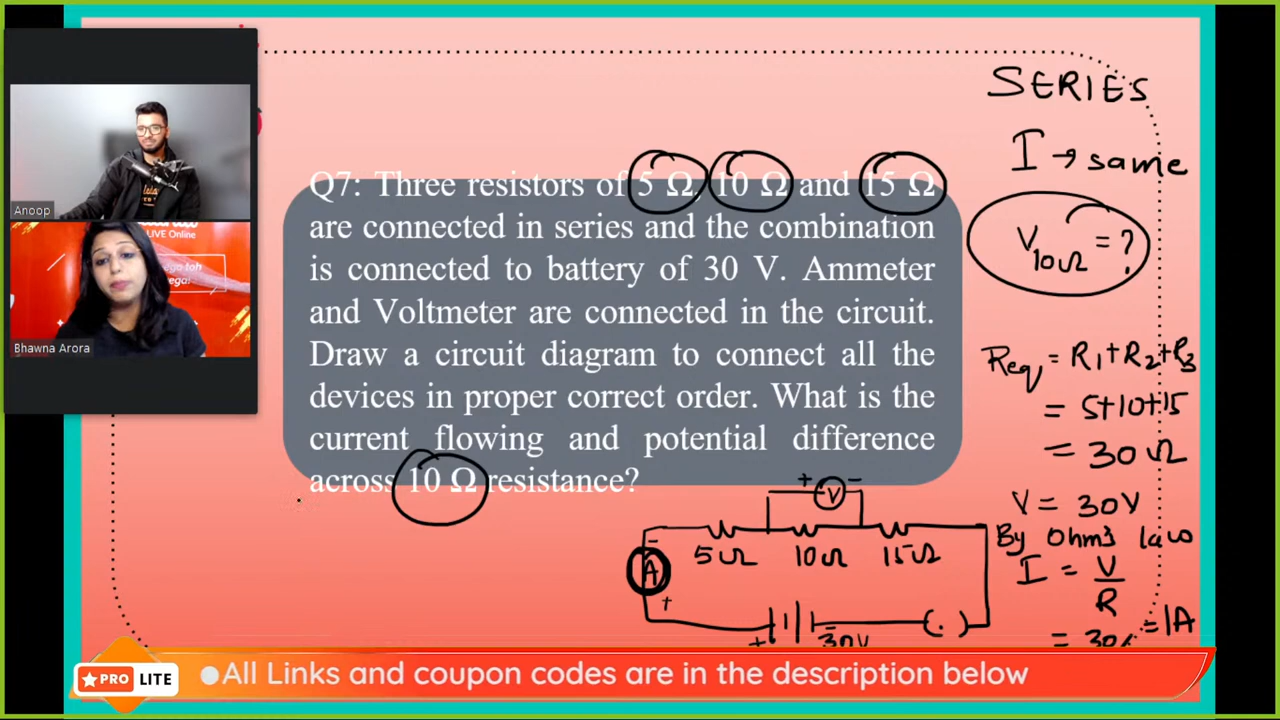 Anoop
LIVE Online
Bhawna Arora
Q7: Three resistors of 5 Ω, 10 Ω and 15 Ω
are connected in series and the combination
is connected to battery of 30 V. Ammeter
and Voltmeter are connected in the circuit.
Draw a circuit diagram to connect all the
devices in proper correct order. What is the
current flowing and potential difference
across 10 Ω resistance?
SERIES
I → same
V10Ω = ?
Req = R1+R2+R3
= 5+10+15
= 30Ω
V = 30V
By Ohm's law
I = V/R
= 30/ = 1A
+ V -
5Ω 10Ω 15Ω
-
A
+
+ - 30V (.)
PRO LITE
All Links and coupon codes are in the description below